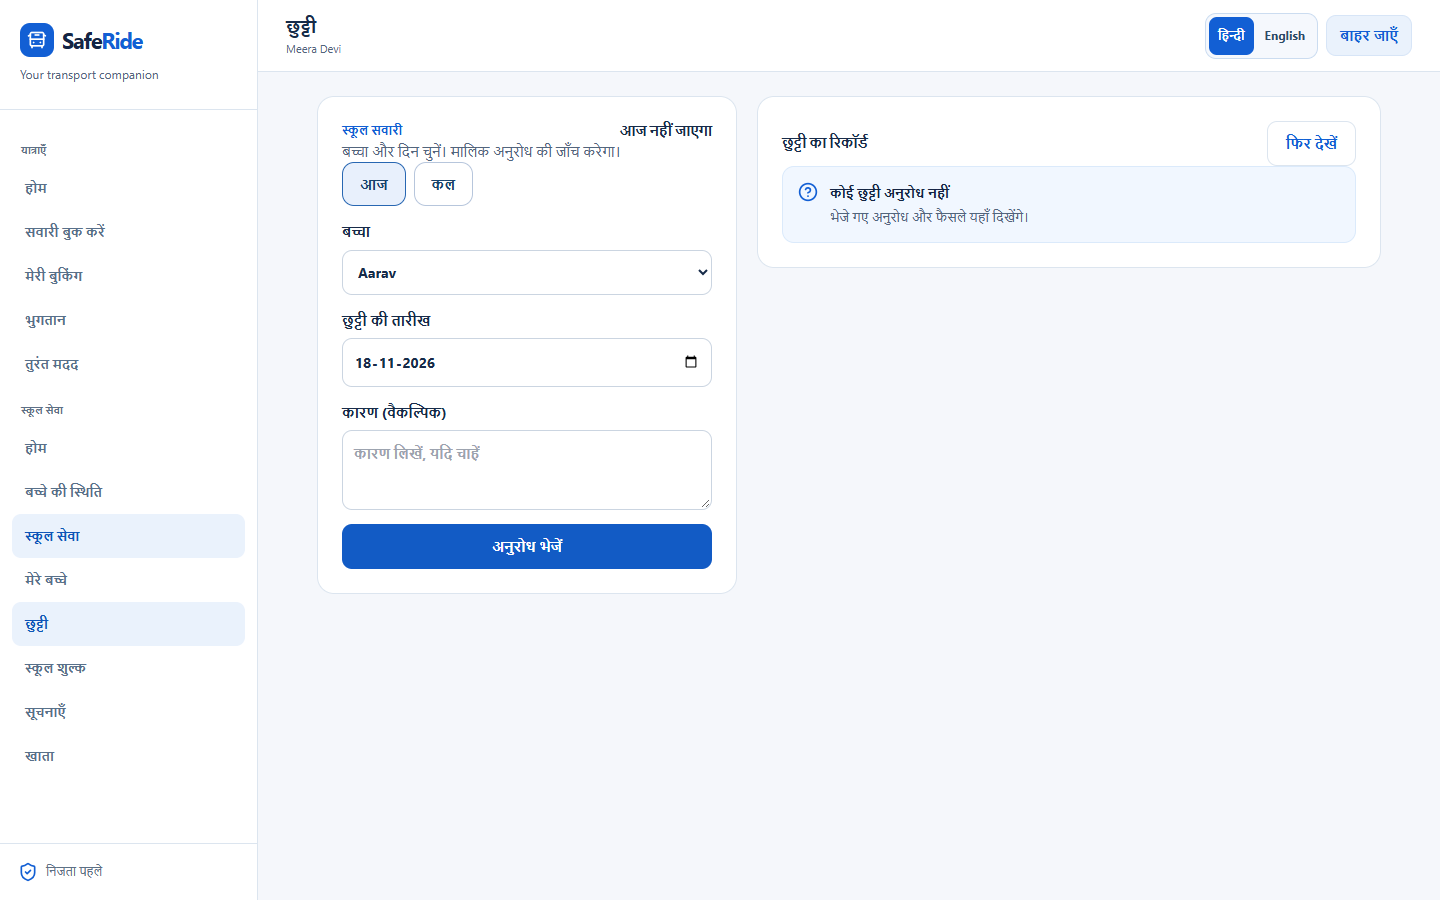 SafeRide
Your transport companion
यात्राएँ
होम
सवारी बुक करें
मेरी बुकिंग
भुगतान
तुरंत मदद
स्कूल सेवा
होम
बच्चे की स्थिति
स्कूल सेवा
मेरे बच्चे
छुट्टी
स्कूल शुल्क
सूचनाएँ
खाता
निजता पहले
छुट्टी
Meera Devi
हिन्दी English
बाहर जाएँ
स्कूल सवारी
आज नहीं जाएगा
बच्चा और दिन चुनें। मालिक अनुरोध की जाँच करेगा।
आज कल
बच्चा
Aarav
छुट्टी की तारीख
18-11-2026
कारण (वैकल्पिक)
कारण लिखें, यदि चाहें
अनुरोध भेजें
छुट्टी का रिकॉर्ड
फिर देखें
कोई छुट्टी अनुरोध नहीं
भेजे गए अनुरोध और फैसले यहाँ दिखेंगे।